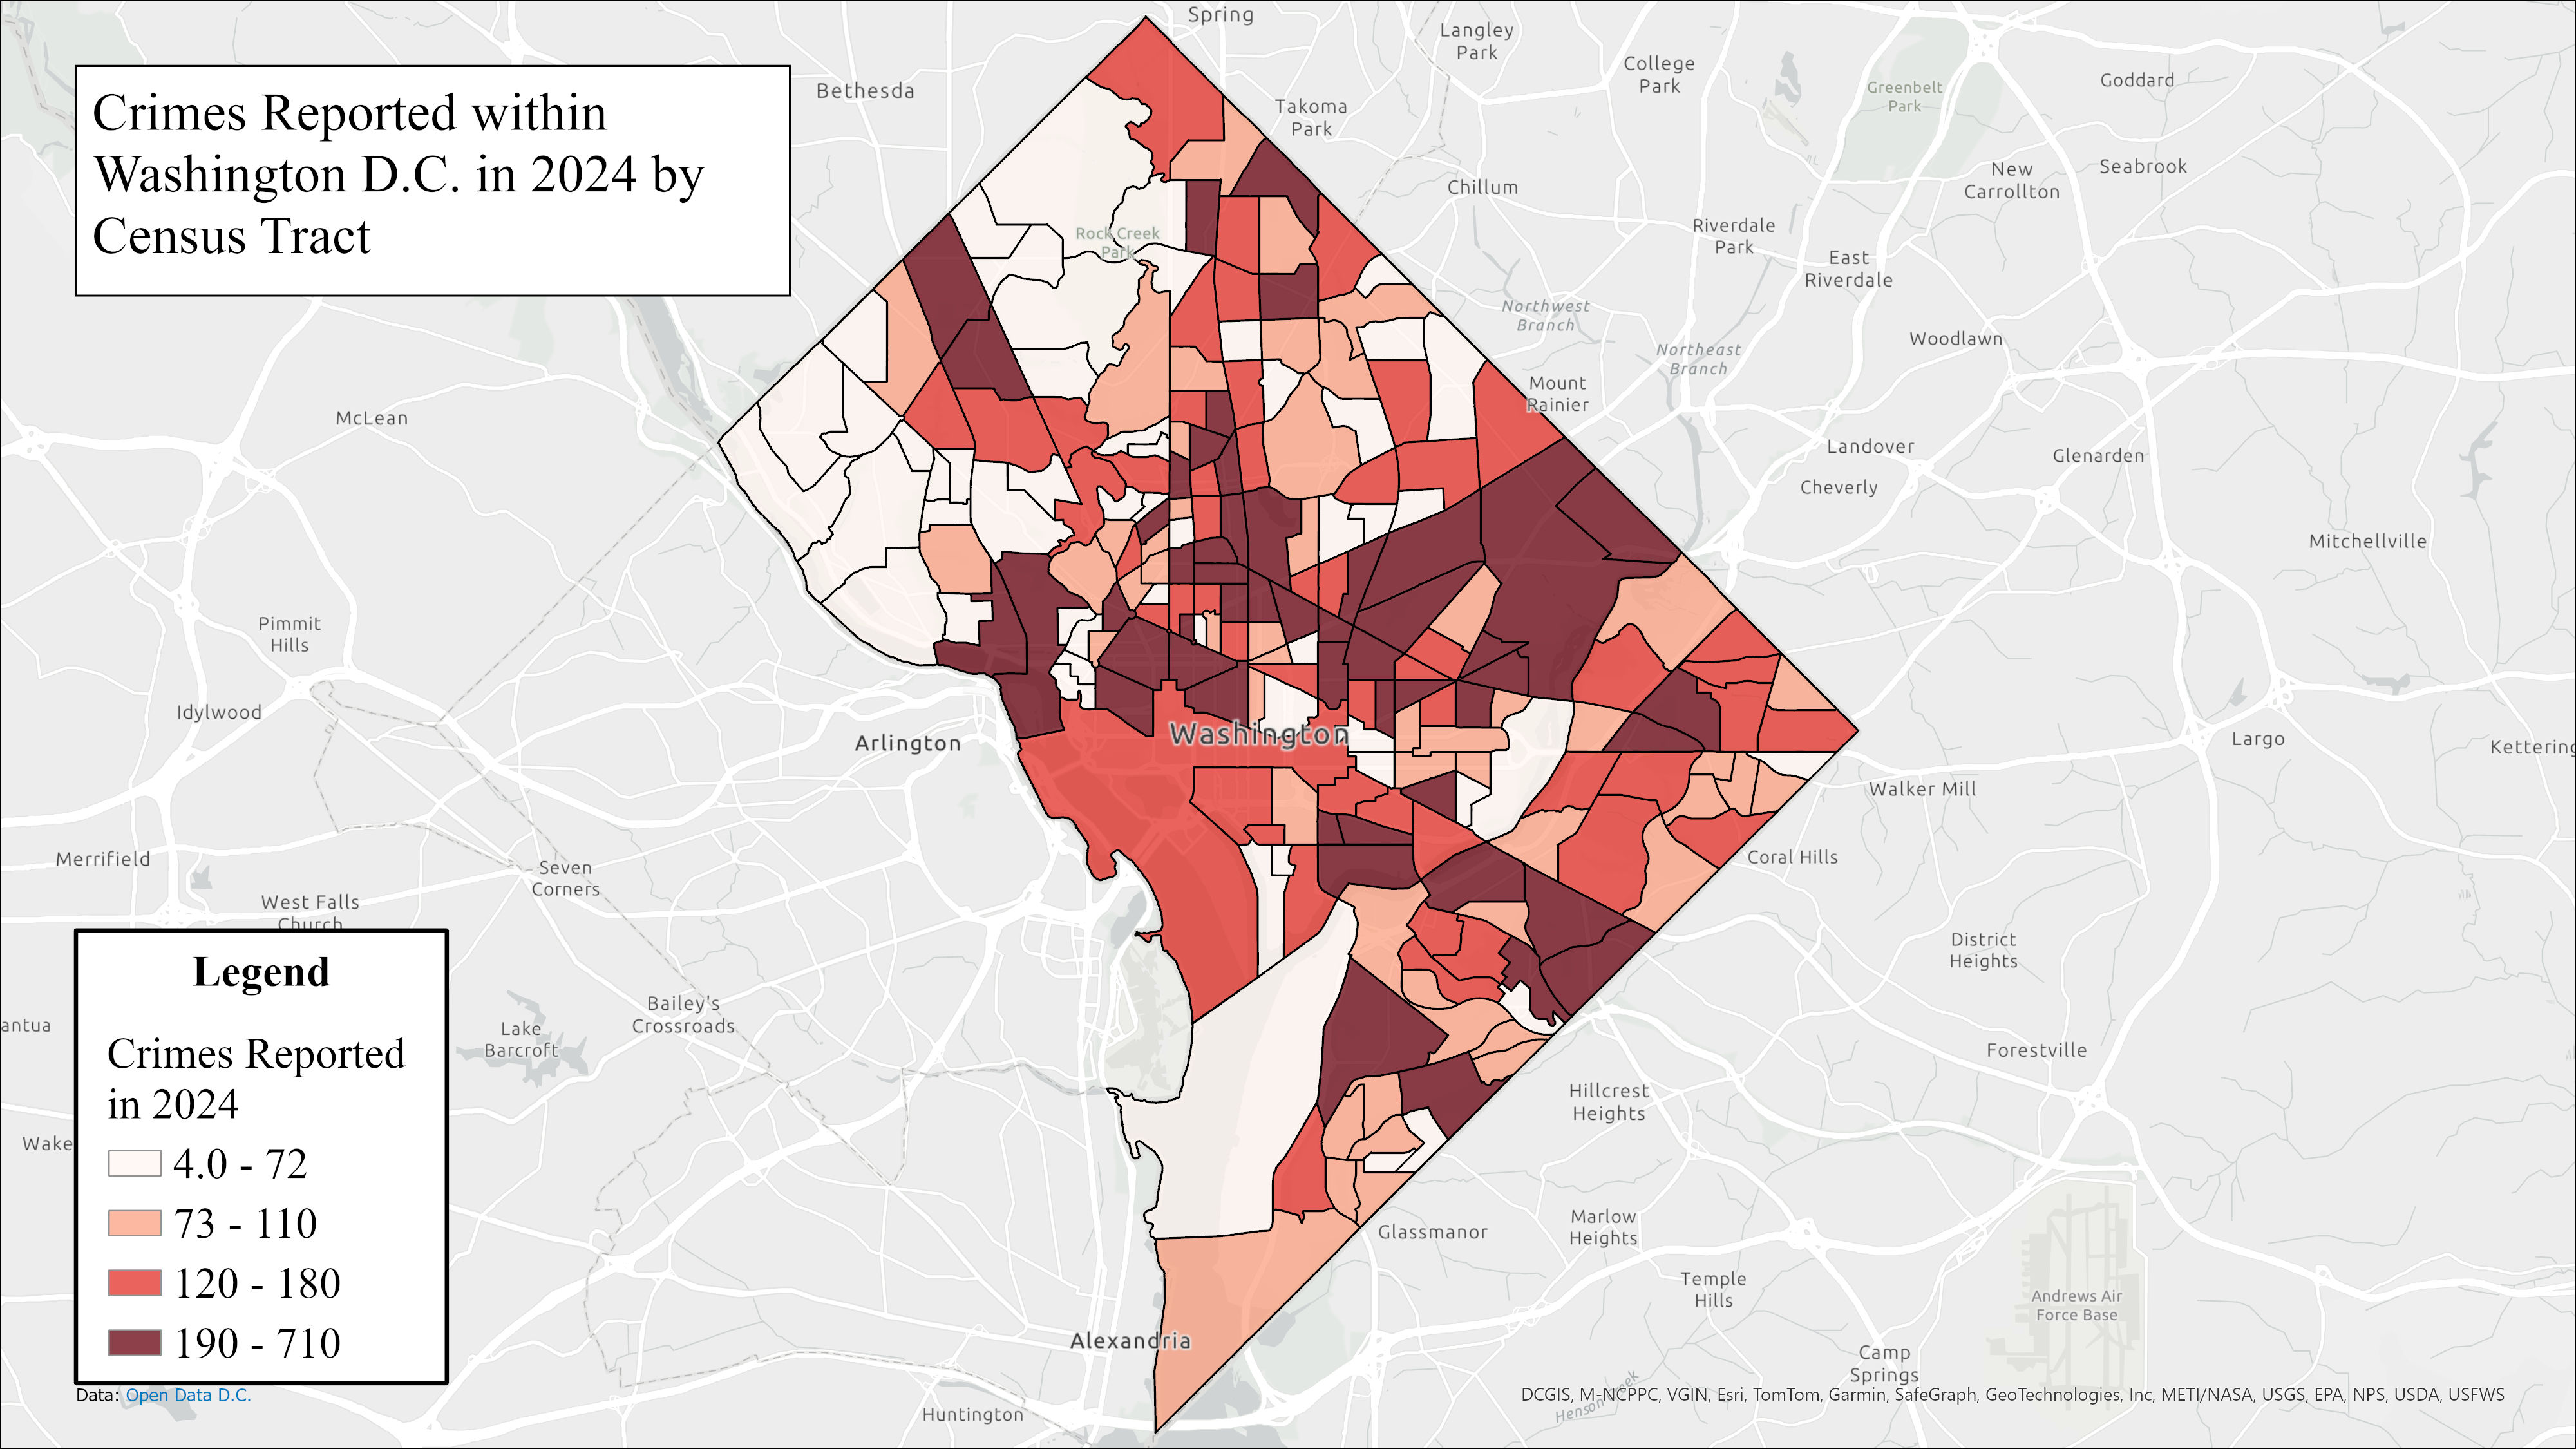 Spring
Langley
Park
College
Park
Goddard
Bethesda
Greenbelt
Park
Takoma
Park
Crimes Reported within
Washington D.C. in 2024 by
Census Tract
New
Carrollton
Seabrook
Chillum
Riverdale
Park
Rock Creek
Park
East
Riverdale
Northwest
Branch
Woodlawn
Northeast
Branch
Mount
Rainier
McLean
Landover
Glenarden
Cheverly
Mitchellville
Pimmit
Hills
Idylwood
Arlington
Washington
Largo
Kettering
Walker Mill
Merrifield
Seven
Corners
Coral Hills
West Falls
Church
District
Heights
Legend
Crimes Reported
in 2024
4.0 - 72
73 - 110
120 - 180
190 - 710
antua
Lake
Barcroft
Bailey's
Crossroads
Forestville
Hillcrest
Heights
Wake
Glassmanor
Marlow
Heights
Temple
Hills
Andrews Air
Force Base
Alexandria
Camp
Springs
Data: Open Data D.C.
Huntington
Henson Creek
DCGIS, M-NCPPC, VGIN, Esri, TomTom, Garmin, SafeGraph, GeoTechnologies, Inc, METI/NASA, USGS, EPA, NPS, USDA, USFWS